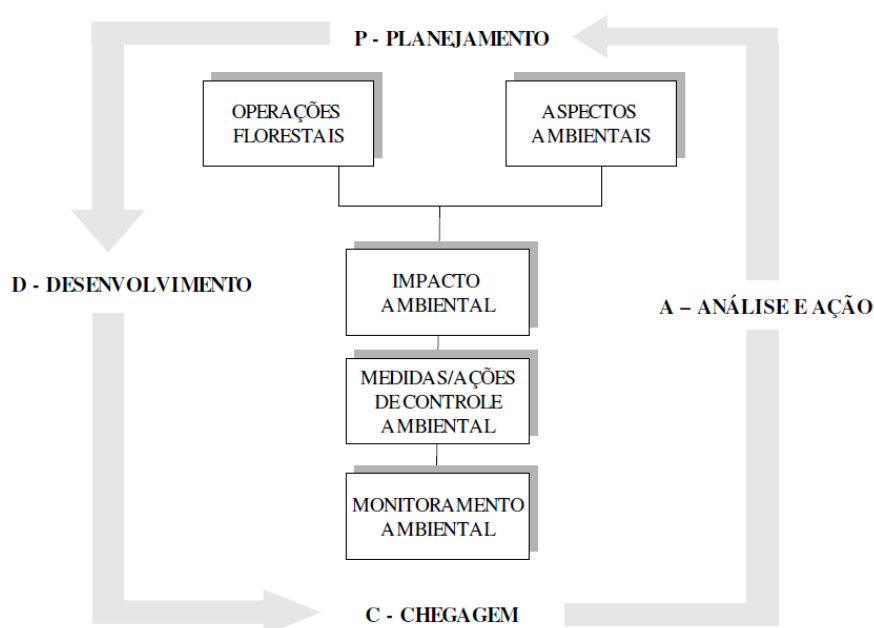 P - PLANEJAMENTO
OPERAÇÕES
FLORESTAIS
ASPECTOS
AMBIENTAIS
D - DESENVOLVIMENTO
IMPACTO
AMBIENTAL
A – ANÁLISE E AÇÃO
MEDIDAS/AÇÕES
DE CONTROLE
AMBIENTAL
MONITORAMENTO
AMBIENTAL
C - CHEGAGEM